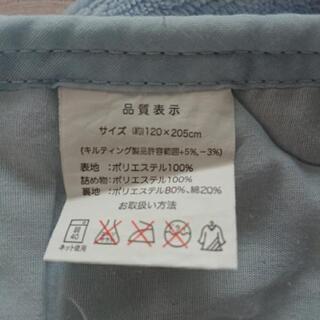 品質表示
サイズ (約)120×205cm
(キルティング製品許容範囲+5%,-3%)
表地:ポリエステル100%
詰め物:ポリエステル100%
裏地:ポリエステル80%、綿20%
お取扱い方法
弱
40
ネット使用